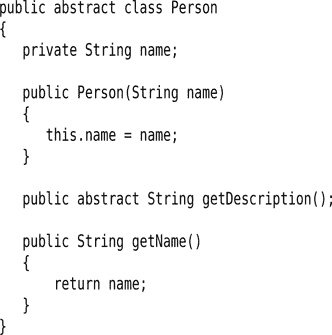 public abstract class Person
{
   private String name;

   public Person(String name)
   {
      this.name = name;
   }

   public abstract String getDescription();

   public String getName()
   {
       return name;
   }
}